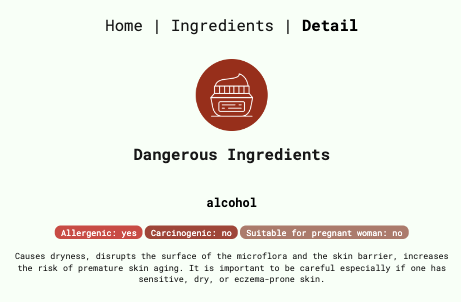 Home | Ingredients | Detail
Dangerous Ingredients
alcohol
Allergenic: yes Carcinogenic: no Suitable for pregnant woman: no
Causes dryness, disrupts the surface of the microflora and the skin barrier, increases
the risk of premature skin aging. It is important to be careful especially if one has
sensitive, dry, or eczema-prone skin.